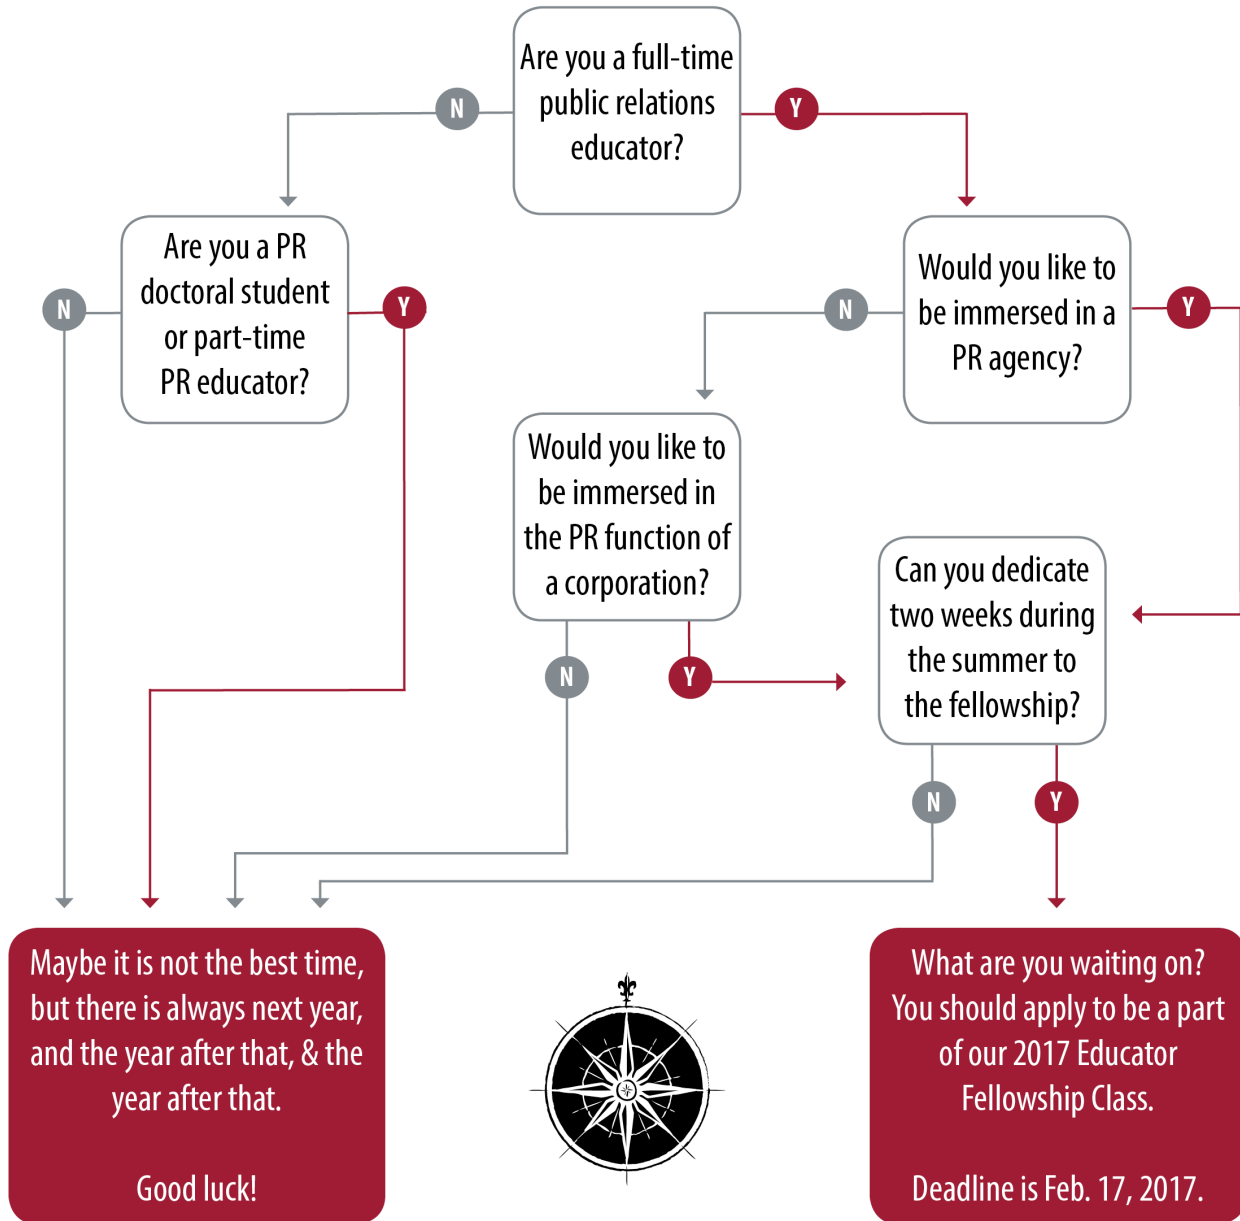 Are you a full-time
public relations
educator?
N
Y
Are you a PR
doctoral student
or part-time
PR educator?
N
Y
Would you like to
be immersed in a
PR agency?
N
Y
Would you like to
be immersed in
the PR function of
a corporation?
N
Y
Can you dedicate
two weeks during
the summer to
the fellowship?
N
Y
Maybe it is not the best time,
but there is always next year,
and the year after that, & the
year after that.
Good luck!
What are you waiting on?
You should apply to be a part
of our 2017 Educator
Fellowship Class.
Deadline is Feb. 17, 2017.